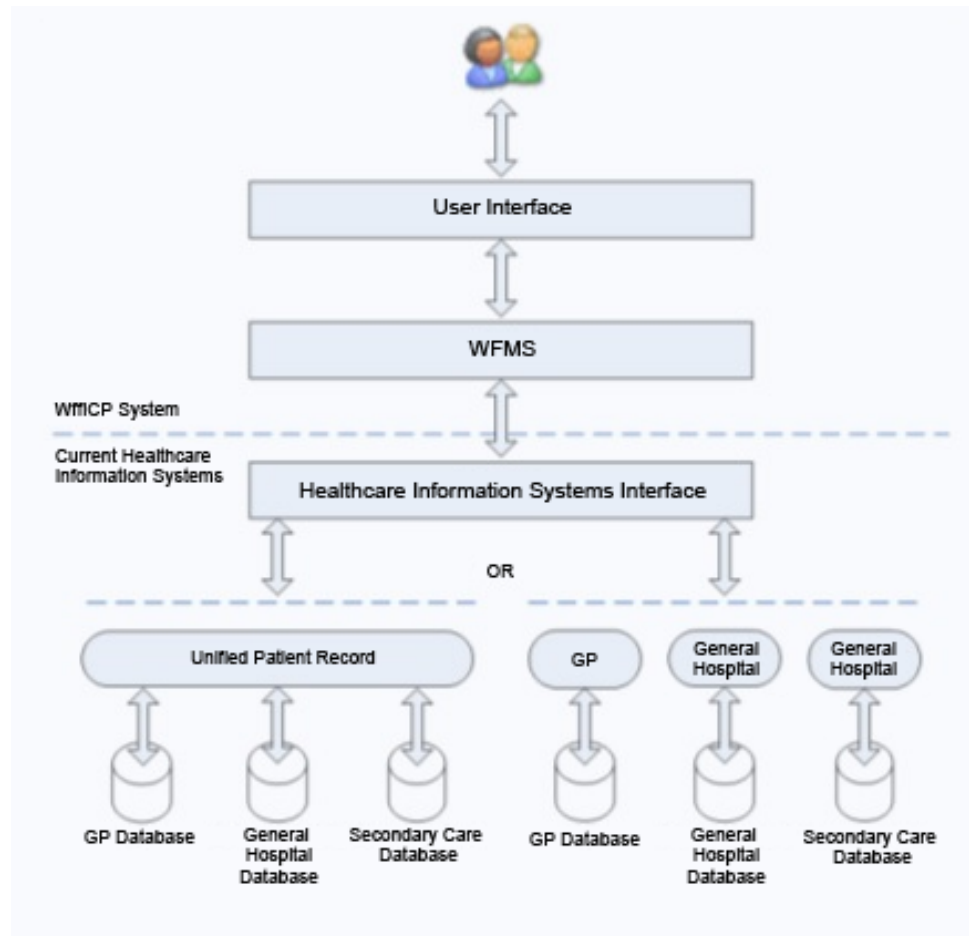 User Interface
WFMS
WfflCP System
Current Healthcare
Information Systems
Healthcare Information Systems Interface
OR
Unified Patient Record
GP
General
Hospital
General
Hospital
GP Database
General
Hospital
Database
Secondary Care
Database
GP Database
General
Hospital
Database
Secondary Care
Database